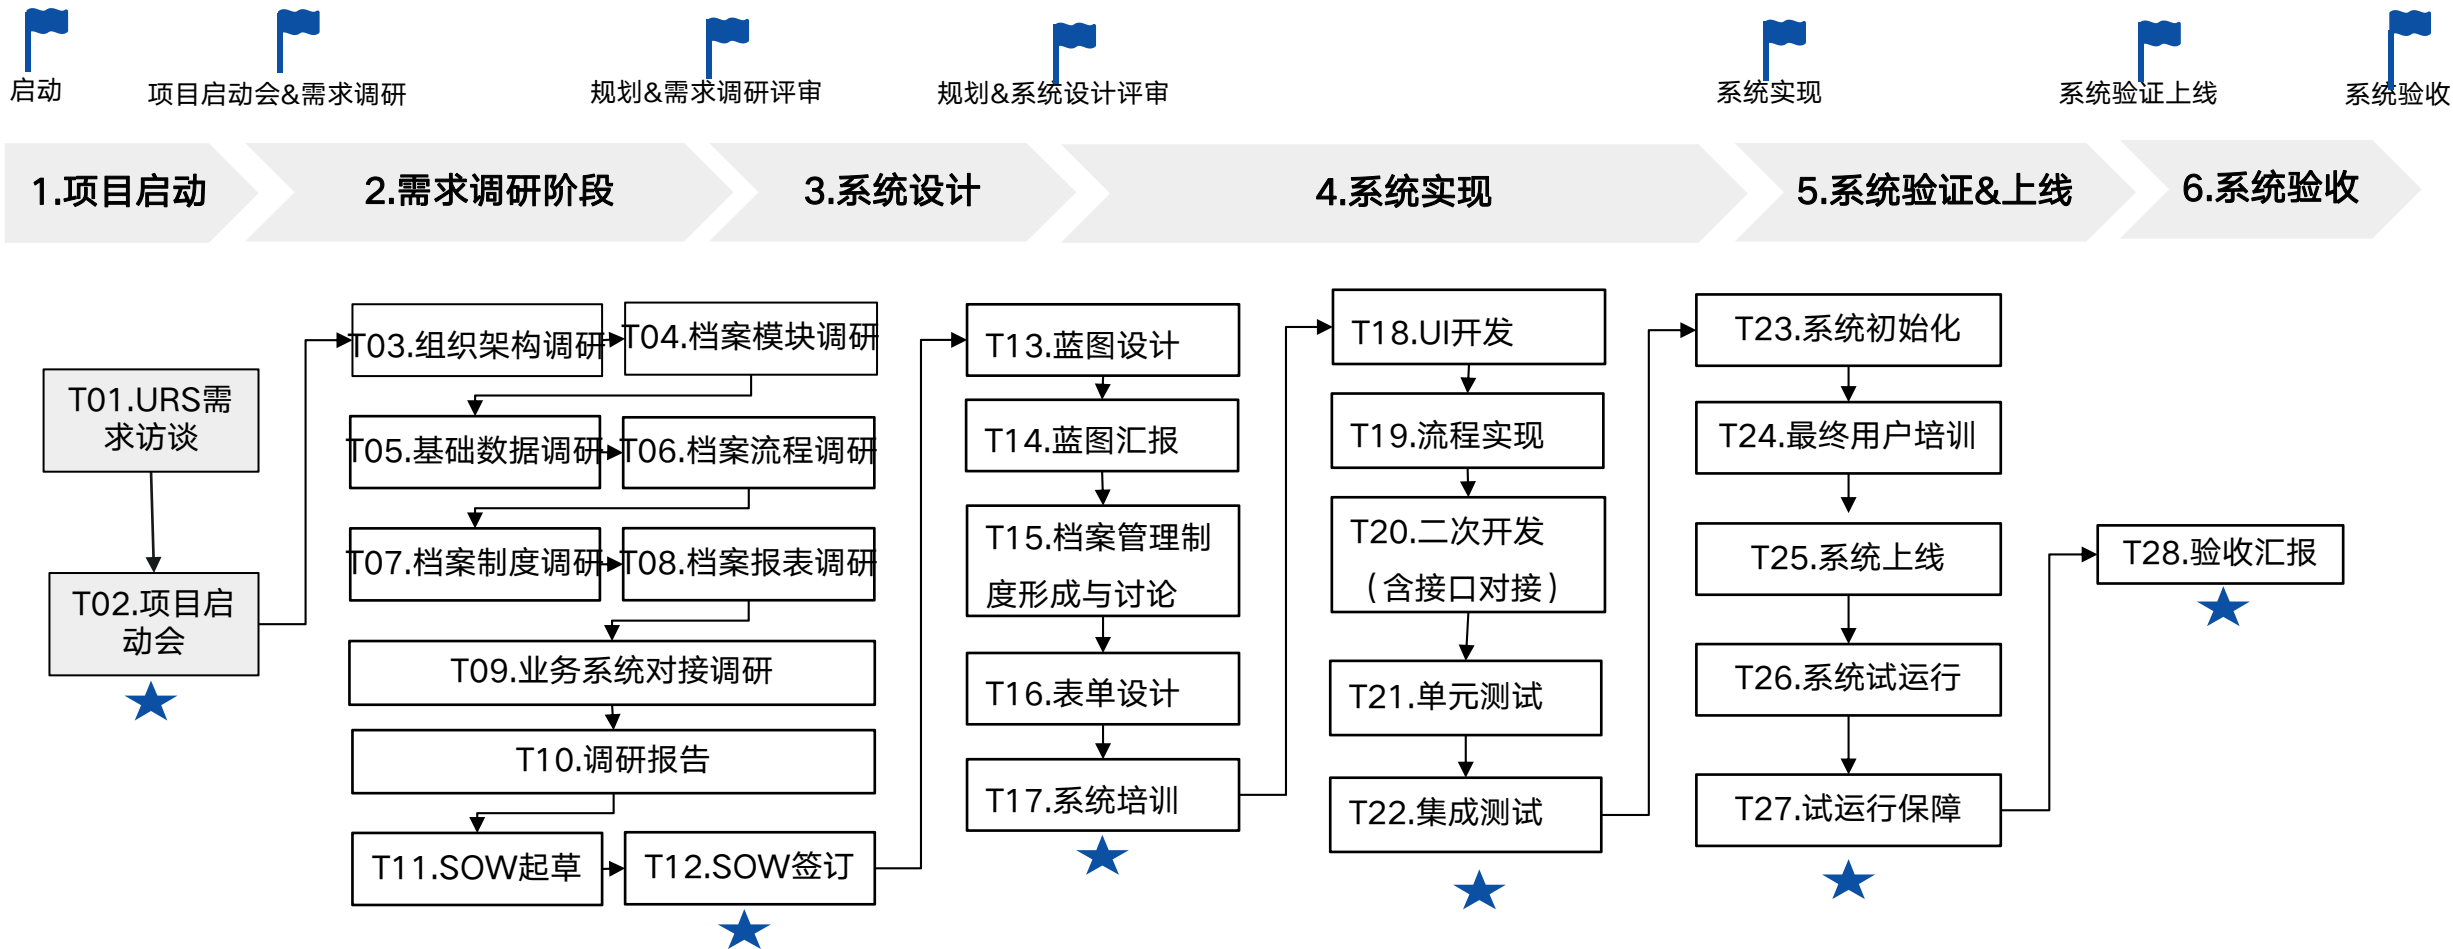 启动
项目启动会&需求调研
规划&需求调研评审
规划&系统设计评审
系统实现
系统验证上线
系统验收
1.项目启动
2.需求调研阶段
3.系统设计
4.系统实现
5.系统验证&上线
6.系统验收
T01.URS需
求访谈
T02.项目启
动会
T03.组织架构调研
T04.档案模块调研
T05.基础数据调研
T06.档案流程调研
T07.档案制度调研
T08.档案报表调研
T09.业务系统对接调研
T10.调研报告
T11.SOW起草
T12.SOW签订
T13.蓝图设计
T14.蓝图汇报
T15.档案管理制
度形成与讨论
T16.表单设计
T17.系统培训
T18.UI开发
T19.流程实现
T20.二次开发
（含接口对接）
T21.单元测试
T22.集成测试
T23.系统初始化
T24.最终用户培训
T25.系统上线
T26.系统试运行
T27.试运行保障
T28.验收汇报